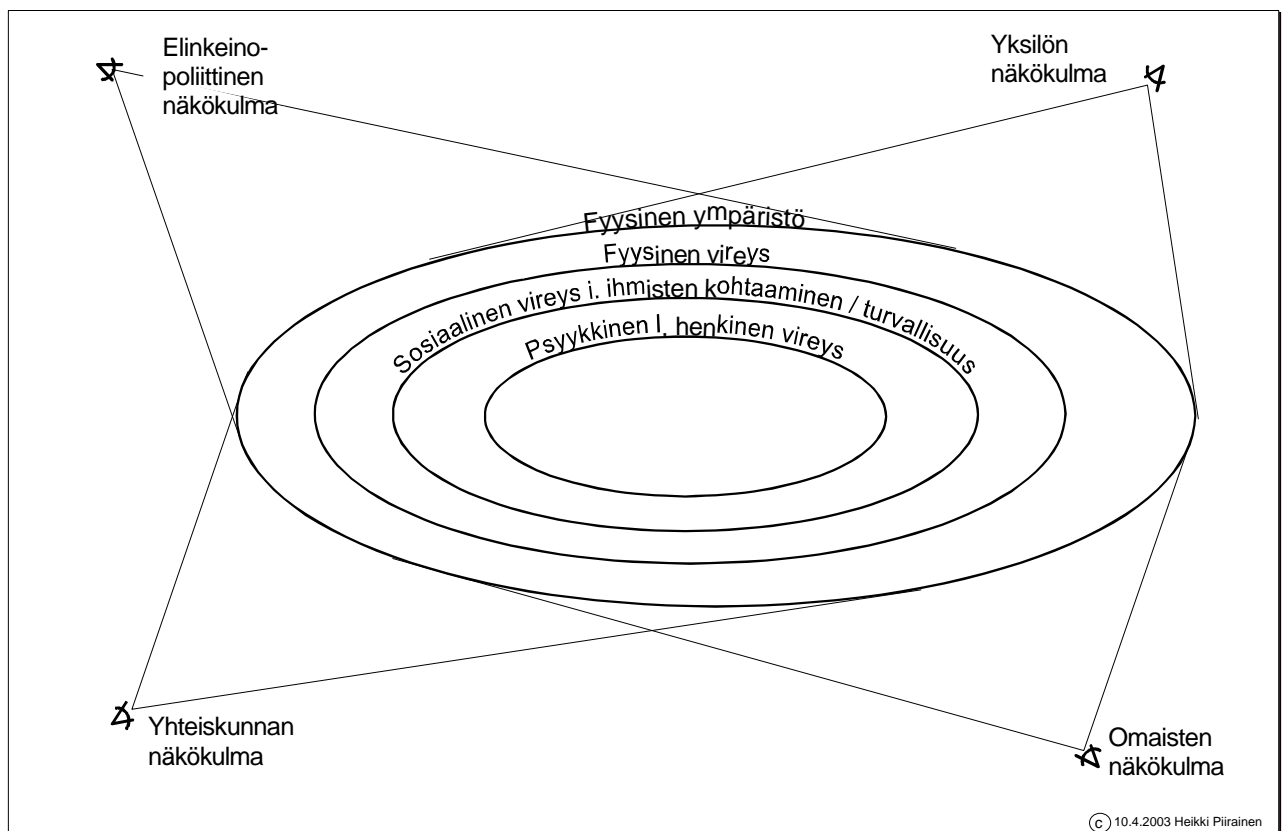 Elinkeino-
poliittinen
näkökulma
Yksilön
näkökulma
Fyysinen ympäristö
Fyysinen vireys
Sosiaalinen vireys i. ihmisten kohtaaminen / turvallisuus
Psyykkinen l. henkinen vireys
Yhteiskunnan
näkökulma
Omaisten
näkökulma
© 10.4.2003 Heikki Piirainen